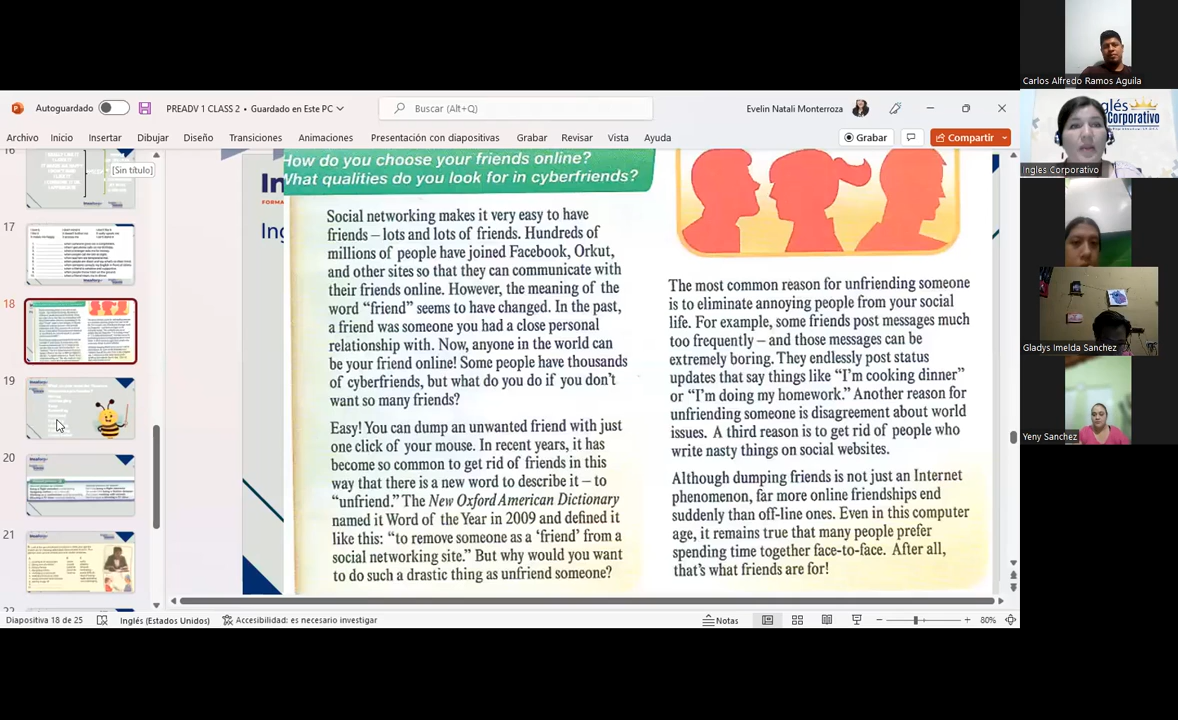 Autoguardado
PREADV 1 CLASS 2 • Guardado en Este PC
Buscar (Alt+Q)
Evelin Natali Monterroza
Archivo Inicio Insertar Dibujar Diseño Transiciones Animaciones Presentación con diapositivas Grabar Revisar Vista Ayuda
Grabar
Compartir
16
[Sin título]
17
18
19
20
21
22
How do you choose your friends online?
What qualities do you look for in cyberfriends?
Social networking makes it very easy to have
friends – lots and lots of friends. Hundreds of
millions of people have joined Facebook, Orkut,
and other sites so that they can communicate with
their friends online. However, the meaning of the
word “friend” seems to have changed. In the past,
a friend was someone you had a close personal
relationship with. Now, anyone in the world can
be your friend online! Some people have thousands
of cyberfriends, but what do you do if you don’t
want so many friends?
Easy! You can dump an unwanted friend with just
one click of your mouse. In recent years, it has
become so common to get rid of friends in this
way that there is a new word to describe it – to
“unfriend.” The New Oxford American Dictionary
named it Word of the Year in 2009 and defined it
like this: “to remove someone as a ‘friend’ from a
social networking site.” But why would you want
to do such a drastic thing as unfriend someone?
The most common reason for unfriending someone
is to eliminate annoying people from your social
life. For example, some friends post messages much
too frequently – and those messages can be
extremely boring. They endlessly post status
updates that say things like “I’m cooking dinner”
or “I’m doing my homework.” Another reason for
unfriending someone is disagreement about world
issues. A third reason is to get rid of people who
write nasty things on social websites.
Although dumping friends is not just an Internet
phenomenon, far more online friendships end
suddenly than off-line ones. Even in this computer
age, it remains true that many people prefer
spending time together face-to-face. After all,
that’s what friends are for!
Diapositiva 18 de 25
Inglés (Estados Unidos)
Accesibilidad: es necesario investigar
Notas
80%
Carlos Alfredo Ramos Aguila
Ingles Corporativo
Gladys Imelda Sanchez
Yeny Sanchez